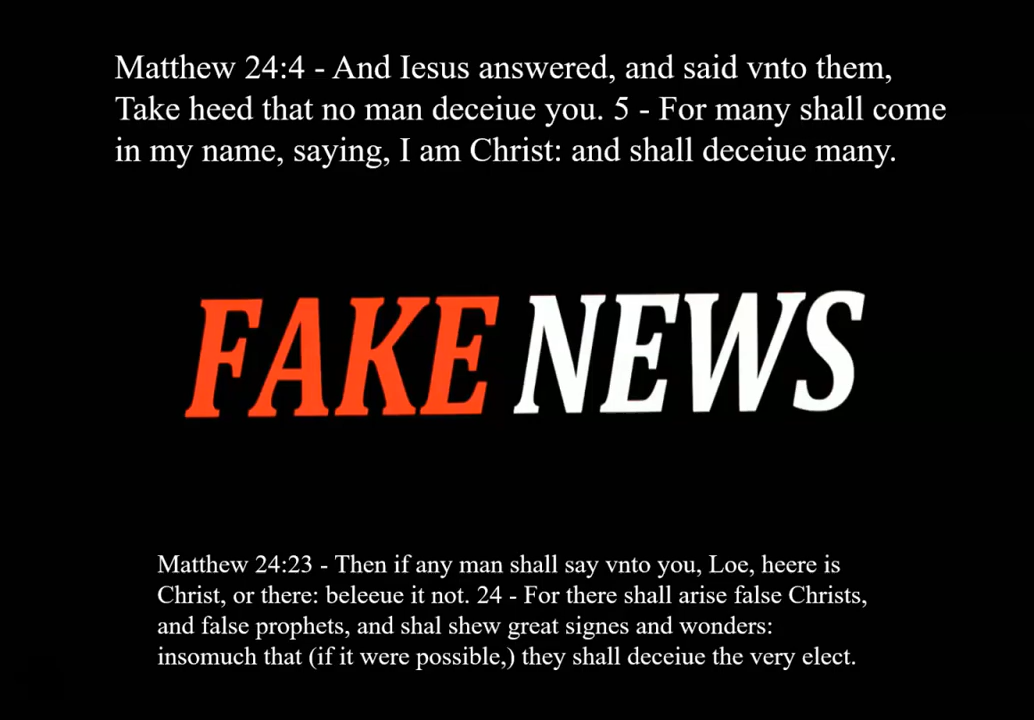 Matthew 24:4 - And Iesus answered, and said vnto them,
Take heed that no man deceiue you. 5 - For many shall come
in my name, saying, I am Christ: and shall deceiue many.
FAKE NEWS
Matthew 24:23 - Then if any man shall say vnto you, Loe, heere is
Christ, or there: beleeue it not. 24 - For there shall arise false Christs,
and false prophets, and shal shew great signes and wonders:
insomuch that (if it were possible,) they shall deceiue the very elect.